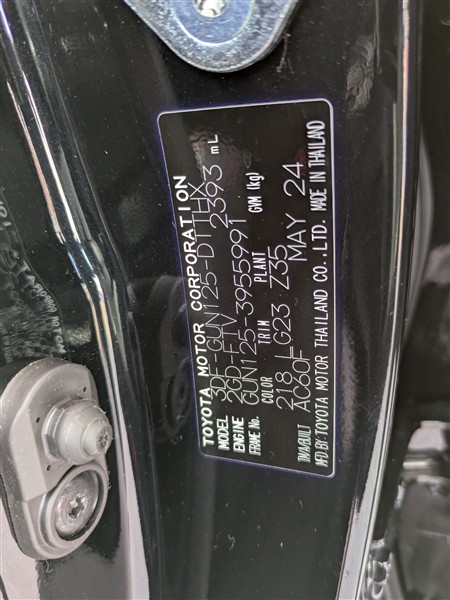 TOYOTA MOTOR CORPORATION
MODEL 3DF-GUN125-DTTHX
ENGINE 2GD-FTV 2393 mL
FRAME No. GUN125-3955991
COLOR TRIM PLANT GVM (kg)
218 LG23 Z35
TM/A/BUILT AC60F MAY 24
MFD.BY:TOYOTA MOTOR THAILAND CO.,LTD. MADE IN THAILAND